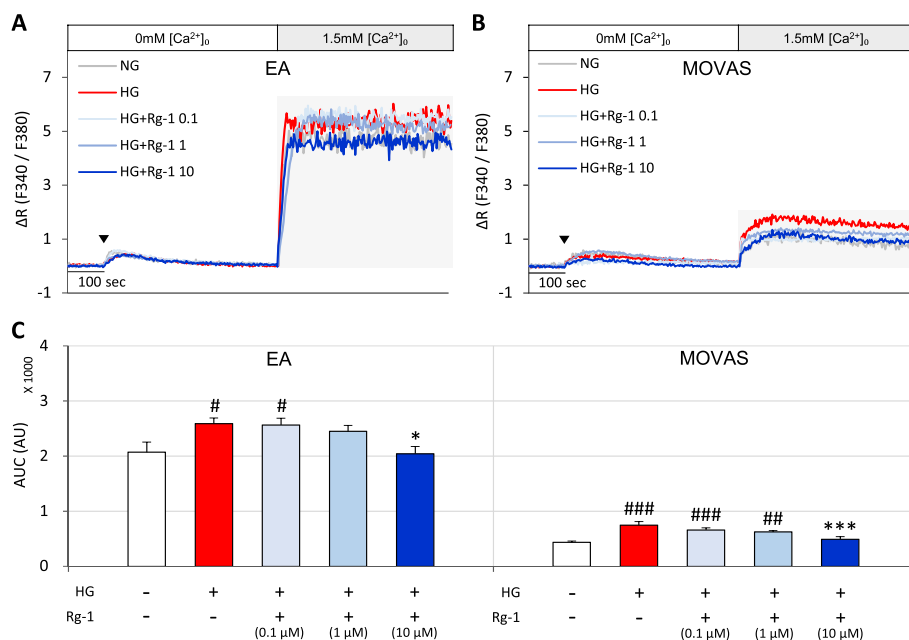 A
0mM [Ca²⁺]₀ 1.5mM [Ca²⁺]₀
EA
NG
HG
HG+Rg-1 0.1
HG+Rg-1 1
HG+Rg-1 10
ΔR (F340 / F380)
7
5
3
1
-1
100 sec
B
0mM [Ca²⁺]₀ 1.5mM [Ca²⁺]₀
MOVAS
NG
HG
HG+Rg-1 0.1
HG+Rg-1 1
HG+Rg-1 10
ΔR (F340 / F380)
7
5
3
1
-1
100 sec
C
EA MOVAS
X 1000
AUC (AU)
4
3
2
1
0
# # *
### ### ## ***
HG - + + + + - + + + +
Rg-1 - - + + + - - + + +
(0.1 µM) (1 µM) (10 µM) (0.1 µM) (1 µM) (10 µM)